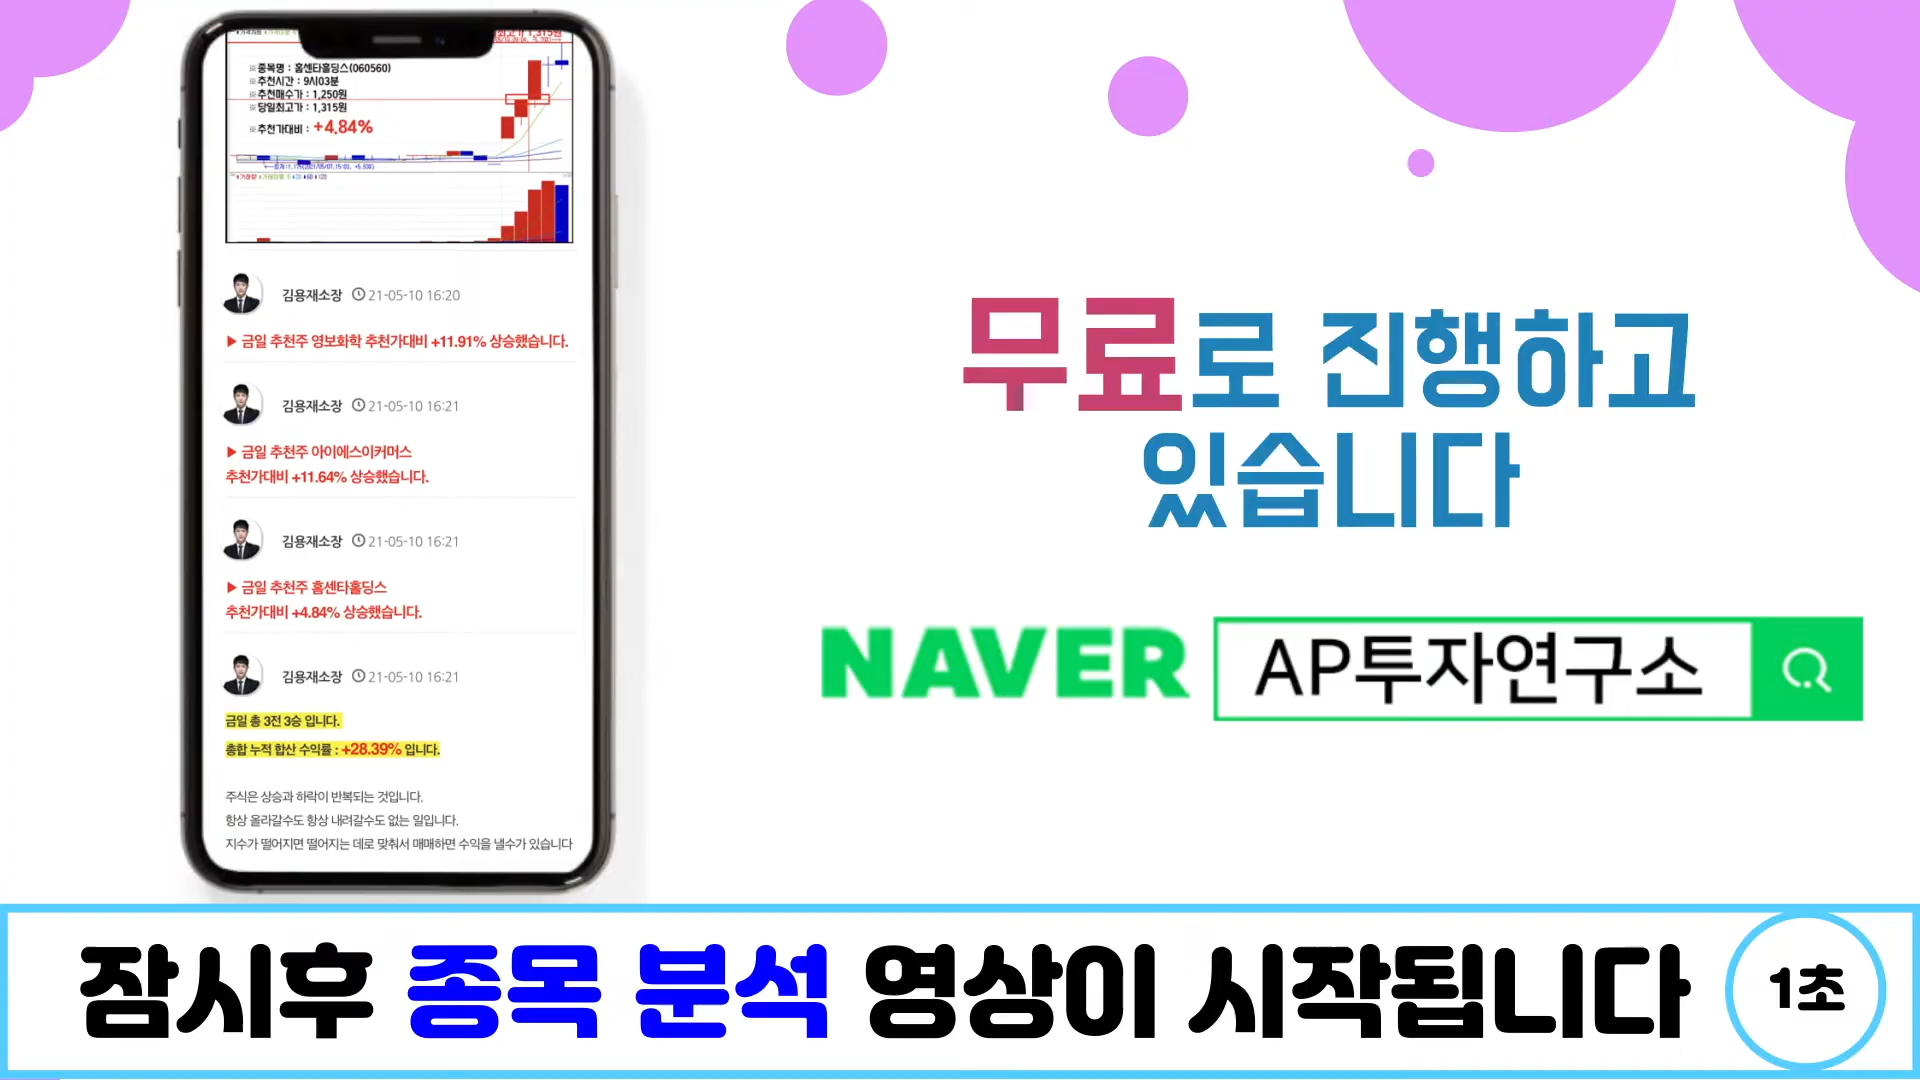 ※종목명 : 홈센타홀딩스(060560)
※추천시간 : 9시03분
※추천매수가 : 1,250원
※당일최고가 : 1,315원
※추천가대비 : +4.84%
김용재소장 21-05-10 16:20
▶ 금일 추천주 영보화학 추천가대비 +11.91% 상승했습니다.
김용재소장 21-05-10 16:21
▶ 금일 추천주 아이에스이커머스
추천가대비 +11.64% 상승했습니다.
김용재소장 21-05-10 16:21
▶ 금일 추천주 홈센타홀딩스
추천가대비 +4.84% 상승했습니다.
김용재소장 21-05-10 16:21
금일 총 3전 3승 입니다.
총합 누적 합산 수익률 : +28.39% 입니다.
주식은 상승과 하락이 반복되는 것입니다.
항상 올라갈수도 항상 내려갈수도 없는 일입니다.
지수가 떨어지면 떨어지는 데로 맞춰서 매매하면 수익을 낼수가 있습니다
무료로 진행하고
있습니다
NAVER AP투자연구소
잠시후 종목 분석 영상이 시작됩니다 1초